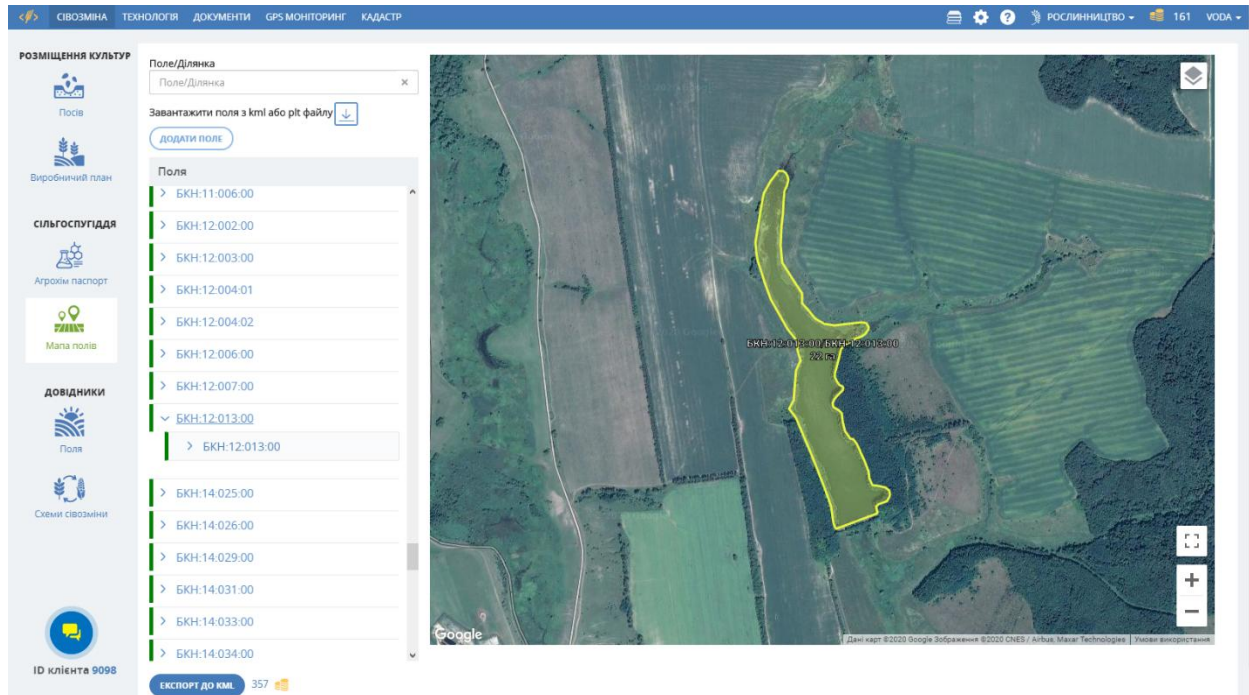 СІВОЗМІНА ТЕХНОЛОГІЯ ДОКУМЕНТИ GPS МОНІТОРИНГ КАДАСТР РОСЛИННИЦТВО 161 VODA
РОЗМІЩЕННЯ КУЛЬТУР
Посів
Виробничий план
СІЛЬГОСПУГІДДЯ
Агрохім паспорт
Мапа полів
ДОВІДНИКИ
Поля
Схеми сівозміни
ID клієнта 9098
Поле/Ділянка
Поле/Ділянка ×
Завантажити поля з kml або plt файлу
ДОДАТИ ПОЛЕ
Поля
БКН:11:006:00
БКН:12:002:00
БКН:12:003:00
БКН:12:004:01
БКН:12:004:02
БКН:12:006:00
БКН:12:007:00
БКН:12:013:00
БКН:12:013:00
БКН:14:025:00
БКН:14:026:00
БКН:14:029:00
БКН:14:031:00
БКН:14:033:00
БКН:14:034:00
ЕКСПОРТ ДО KML 357
БКН:12:013:00/БКН:12:013:00
22 га
Google
Дані карт ©2020 Google Зображення ©2020 CNES / Airbus, Maxar Technologies Умови використання